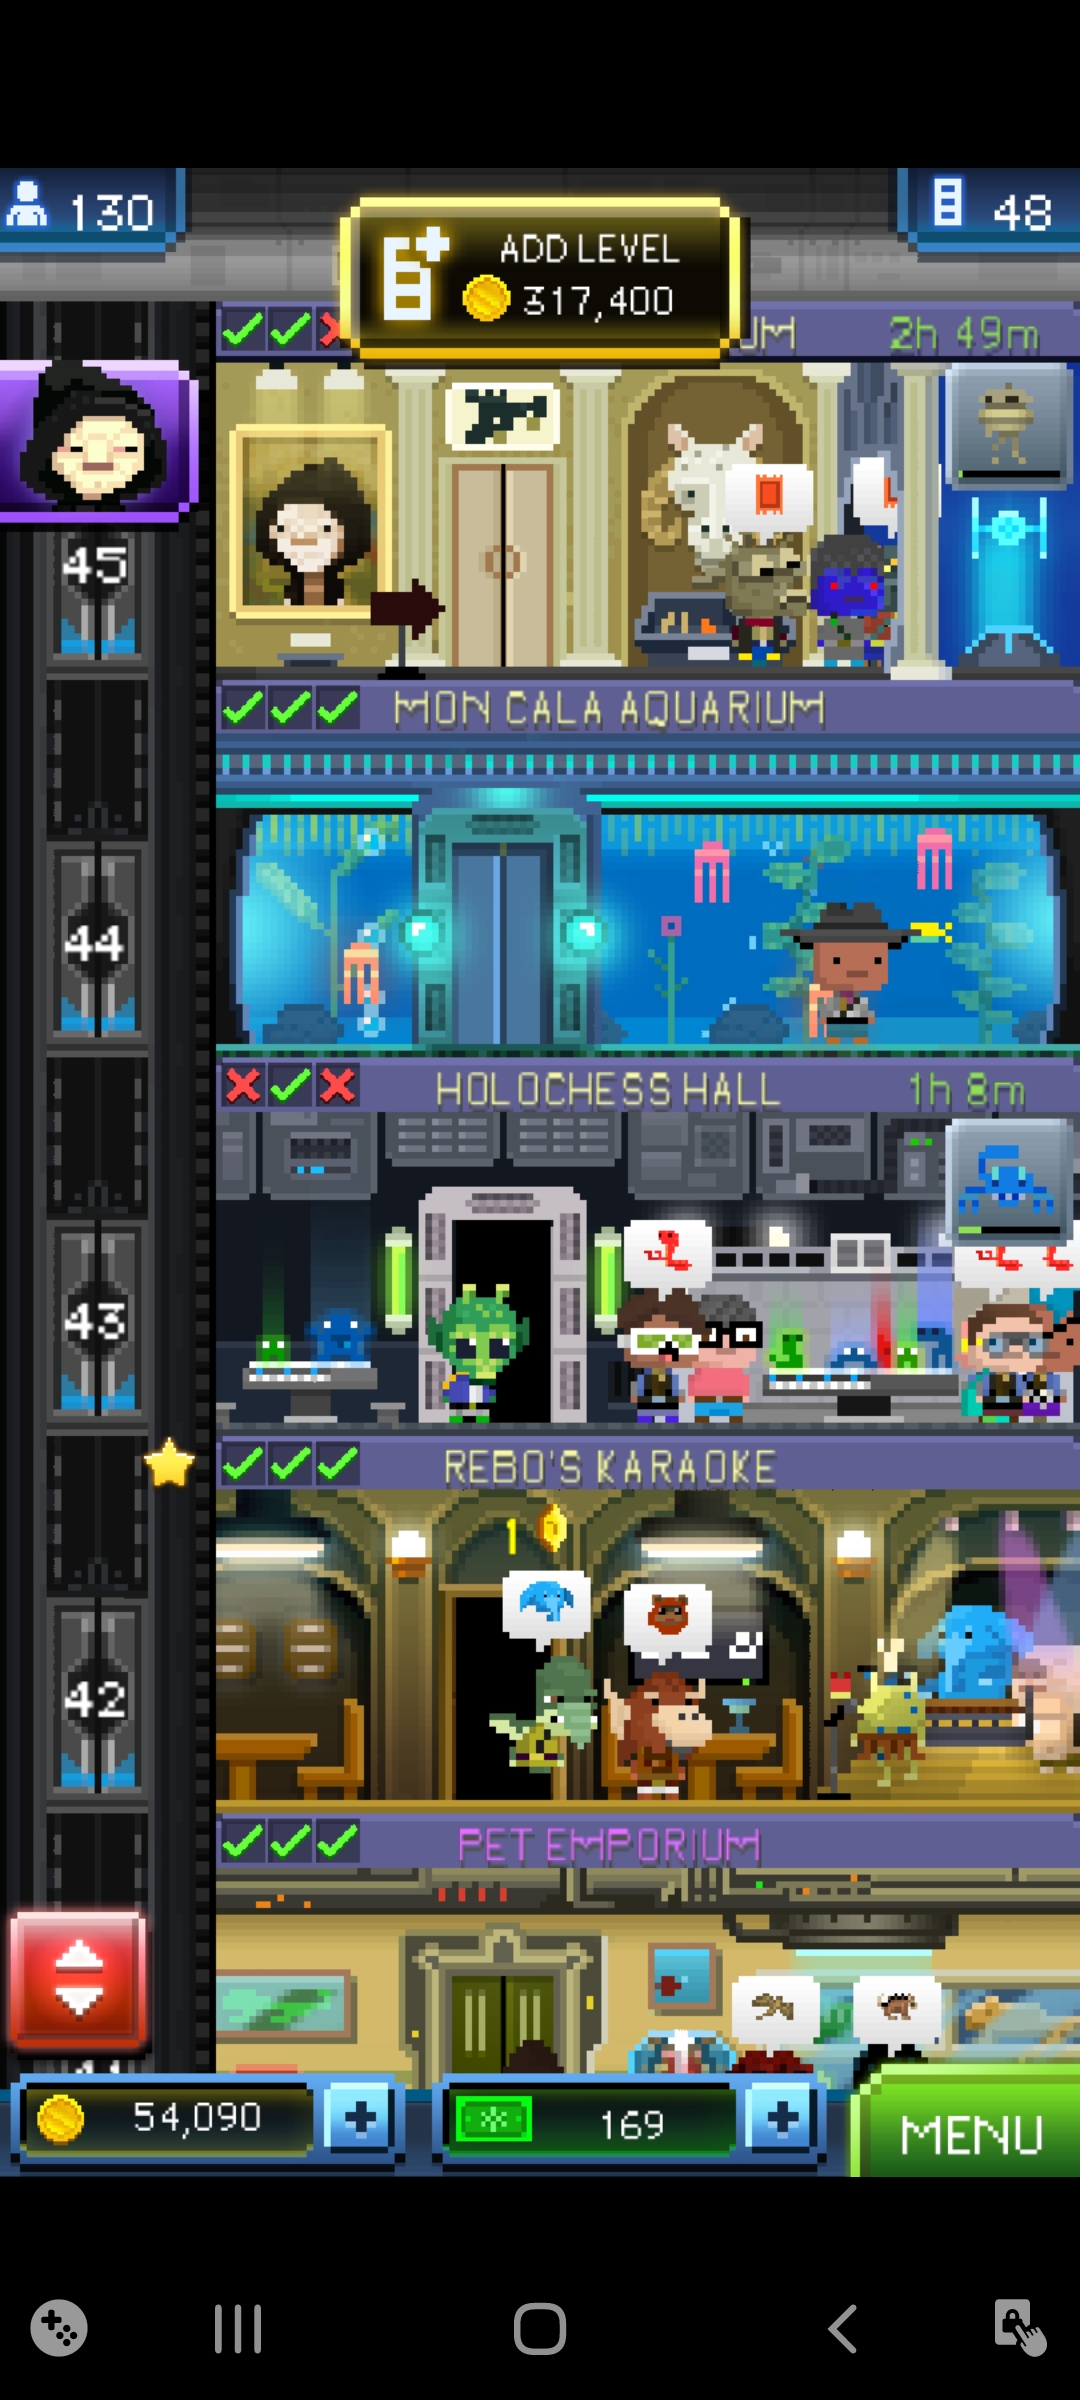 130
ADD LEVEL
317,400
48
UM
2h 49m
45
MON CALA AQUARIUM
44
HOLOCHESS HALL
1h 8m
43
REBO'S KARAOKE
1
42
PET EMPORIUM
54,090
169
MENU